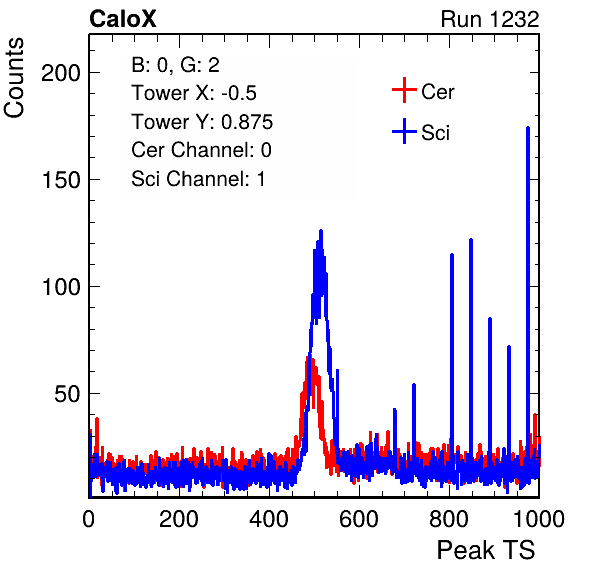 CaloX Run 1232
Counts
B: 0, G: 2
Tower X: -0.5
Tower Y: 0.875
Cer Channel: 0
Sci Channel: 1
Cer
Sci
200
150
100
50
0 200 400 600 800 1000
Peak TS